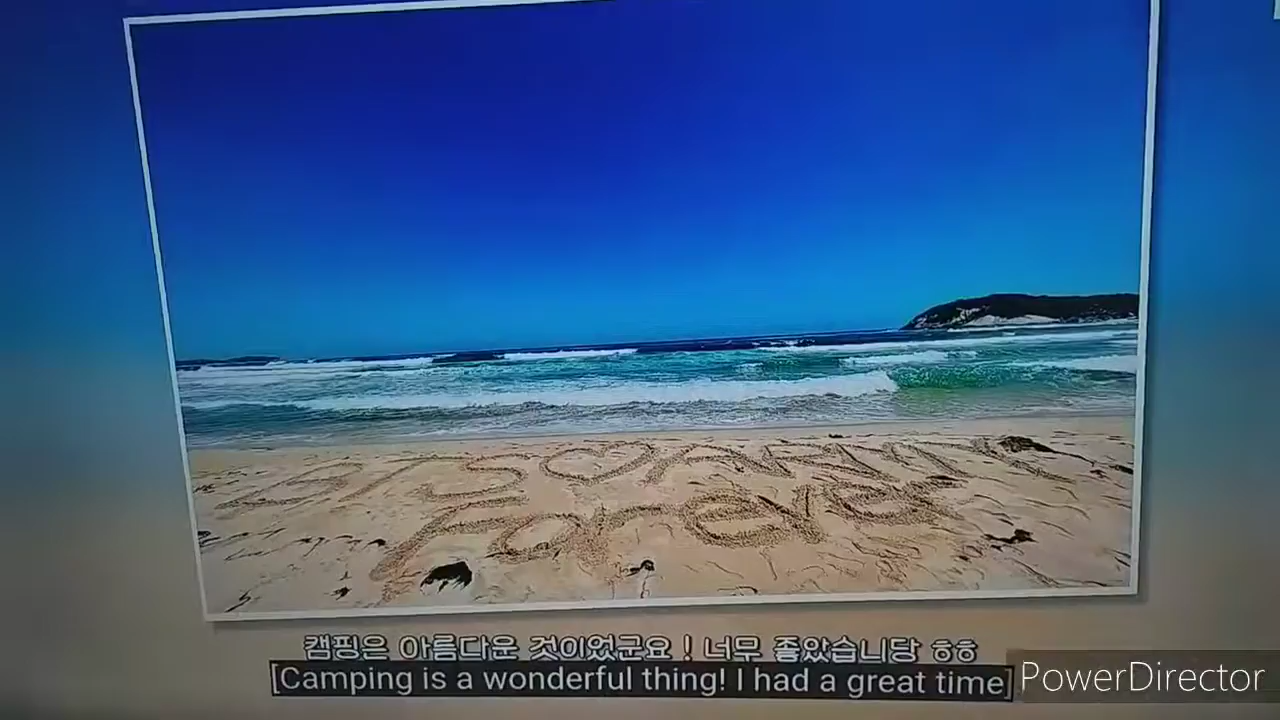 BTS♡ARMY
Forever
캠핑은 아름다운 것이었군요 ! 너무 좋았습니당 ㅎㅎ
[Camping is a wonderful thing! I had a great time]
PowerDirector